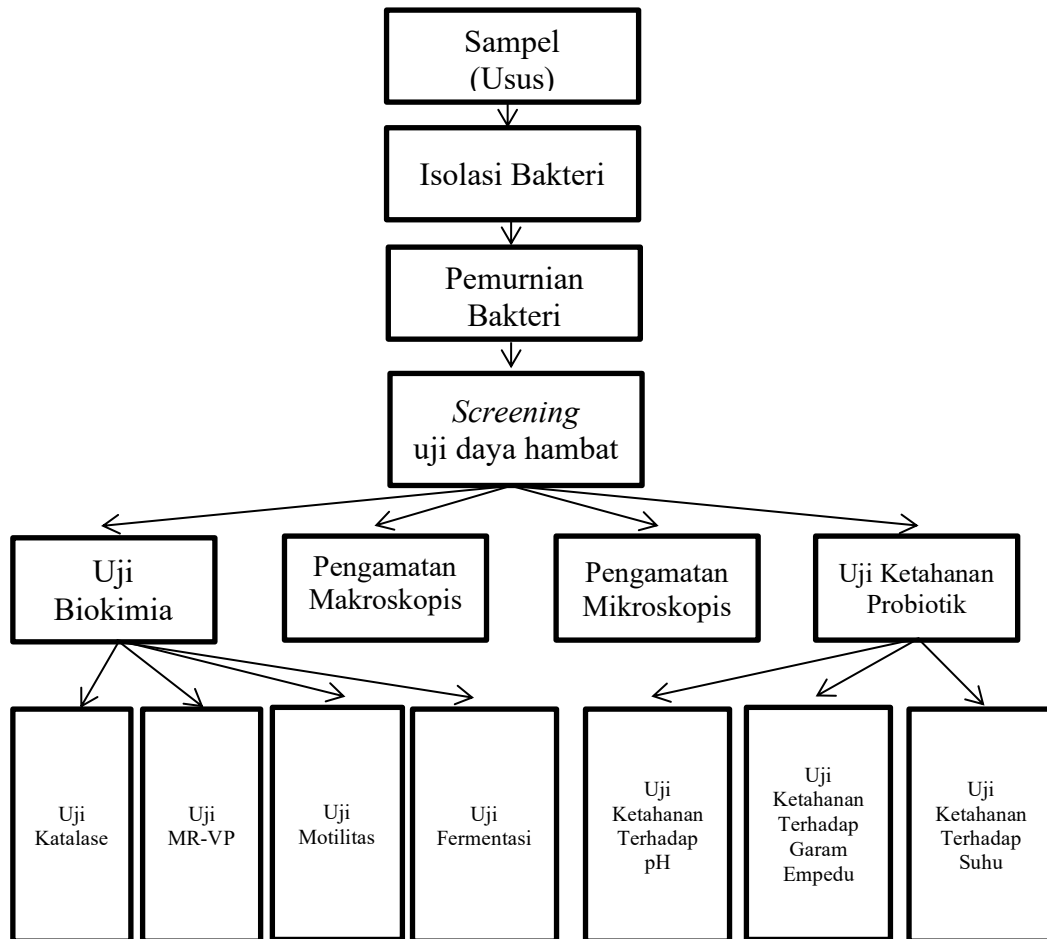 Sampel
(Usus)
Isolasi Bakteri
Pemurnian
Bakteri
Screening
uji daya hambat
Uji
Biokimia
Pengamatan
Makroskopis
Pengamatan
Mikroskopis
Uji Ketahanan
Probiotik
Uji
Katalase
Uji
MR-VP
Uji
Motilitas
Uji
Fermentasi
Uji
Ketahanan
Terhadap
pH
Uji
Ketahanan
Terhadap
Garam
Empedu
Uji
Ketahanan
Terhadap
Suhu